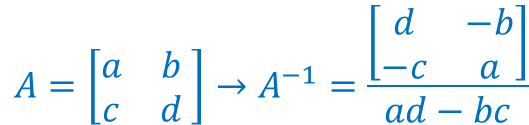 A = [a b; c d] → A⁻¹ = [d −b; −c a] / (ad − bc)